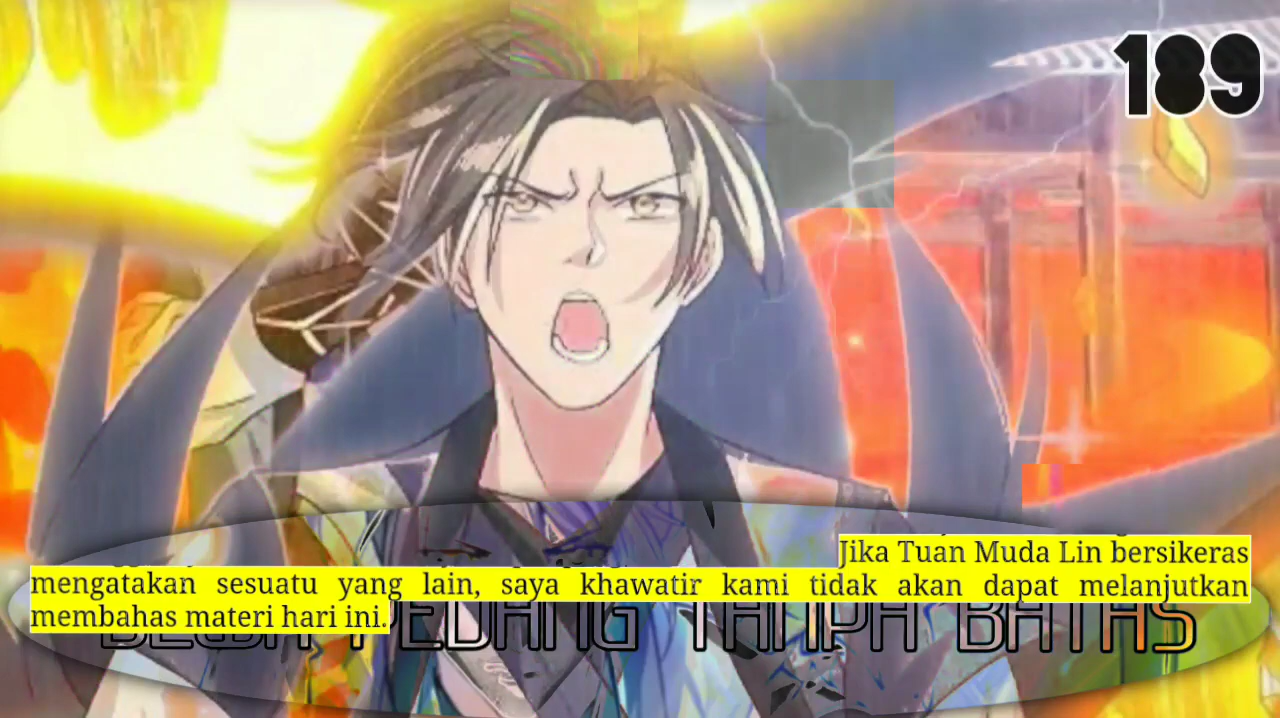 189
Jika Tuan Muda Lin bersikeras
mengatakan sesuatu yang lain, saya khawatir kami tidak akan dapat melanjutkan
membahas materi hari ini.
DEWA PEDANG TANPA BATAS